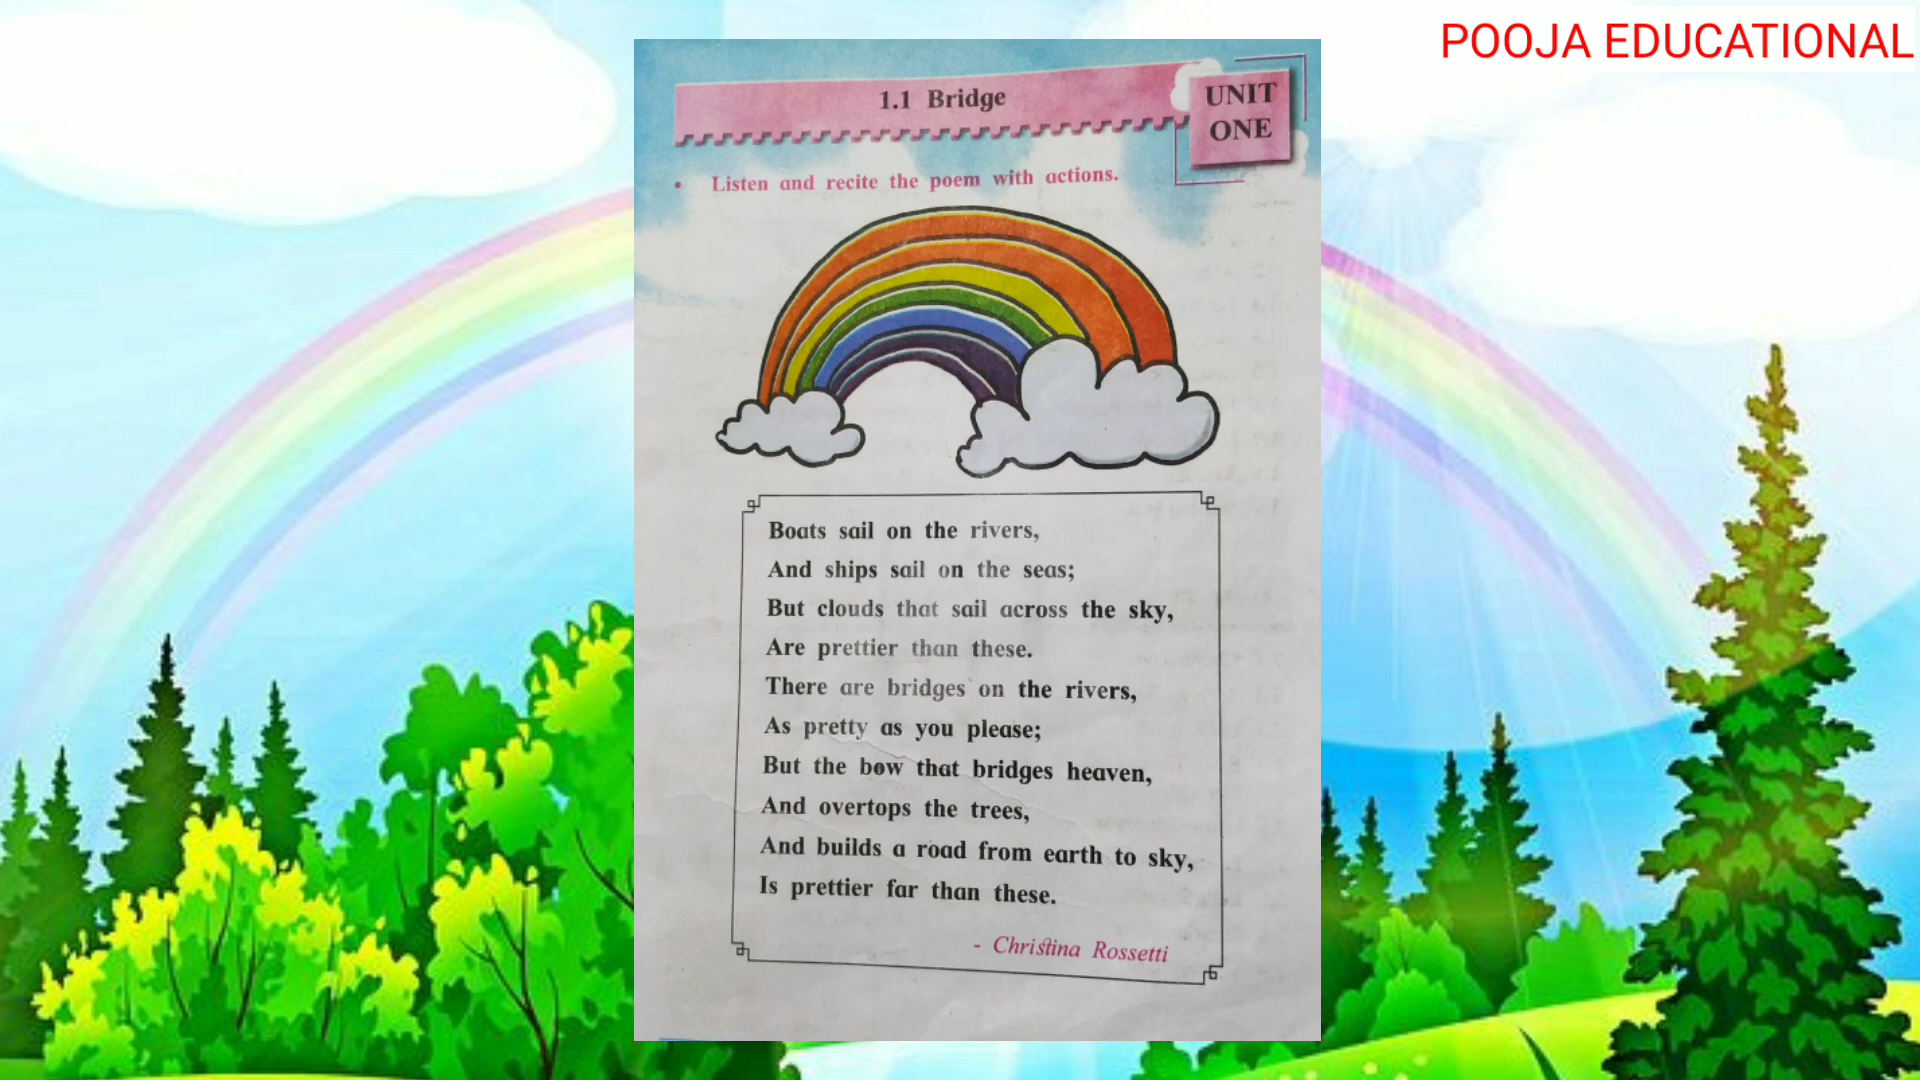 POOJA EDUCATIONAL
1.1 Bridge
UNIT
ONE
• Listen and recite the poem with actions.
Boats sail on the rivers,
And ships sail on the seas;
But clouds that sail across the sky,
Are prettier than these.
There are bridges on the rivers,
As pretty as you please;
But the bow that bridges heaven,
And overtops the trees,
And builds a road from earth to sky,
Is prettier far than these.
- Christina Rossetti